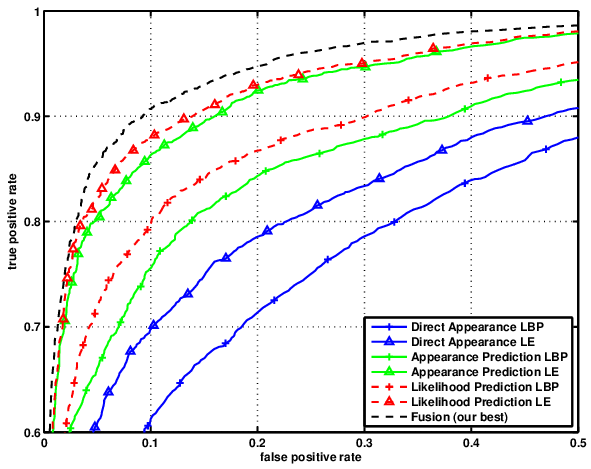 1
0.9
0.8
0.7
0.6
true positive rate
0
0.1
0.2
0.3
0.4
0.5
false positive rate
Direct Appearance LBP
Direct Appearance LE
Appearance Prediction LBP
Appearance Prediction LE
Likelihood Prediction LBP
Likelihood Prediction LE
Fusion (our best)